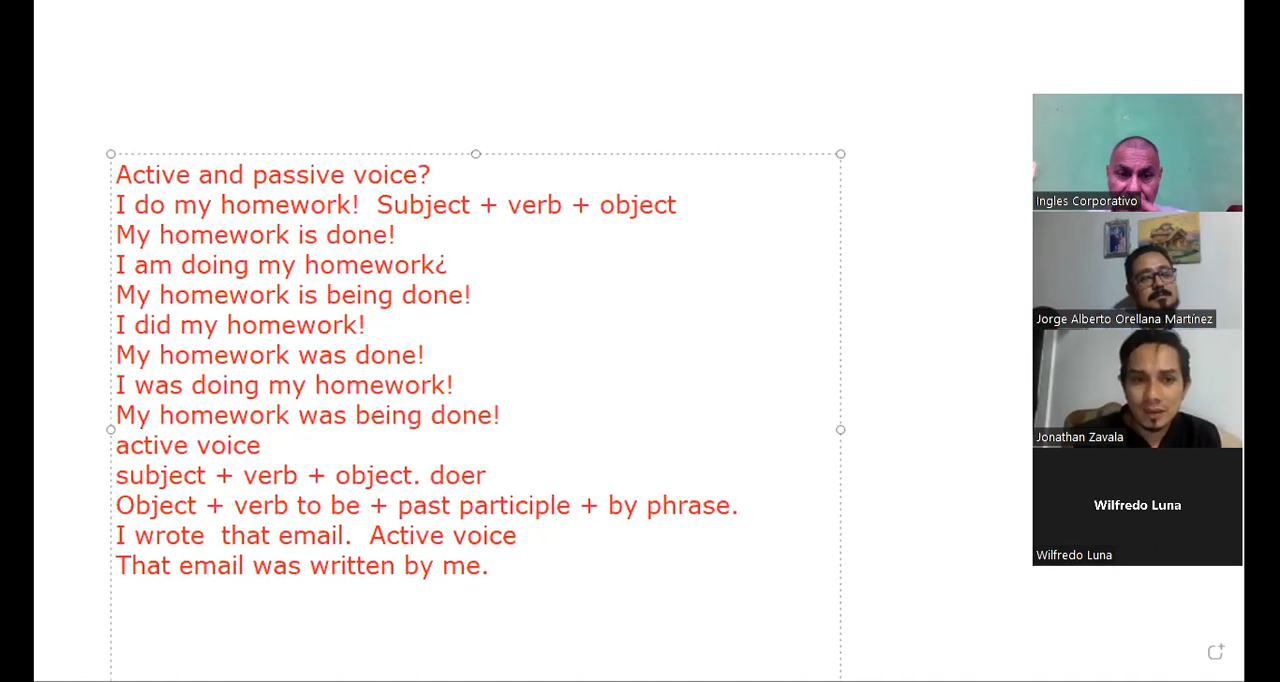 Active and passive voice?
I do my homework!  Subject + verb + object
My homework is done!
I am doing my homework¿
My homework is being done!
I did my homework!
My homework was done!
I was doing my homework!
My homework was being done!
active voice
subject + verb + object. doer
Object + verb to be + past participle + by phrase.
I wrote  that email.  Active voice
That email was written by me.
Ingles Corporativo
Jorge Alberto Orellana Martínez
Jonathan Zavala
Wilfredo Luna
Wilfredo Luna